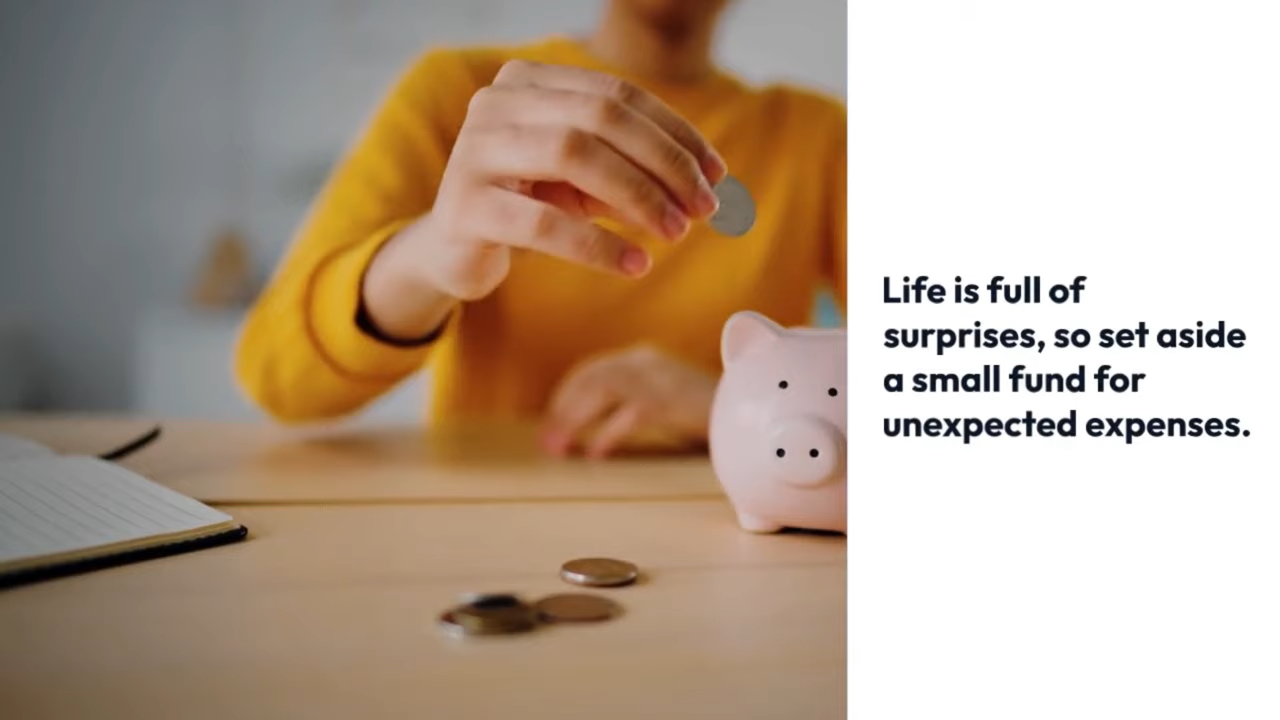 Life is full of
surprises, so set aside
a small fund for
unexpected expenses.